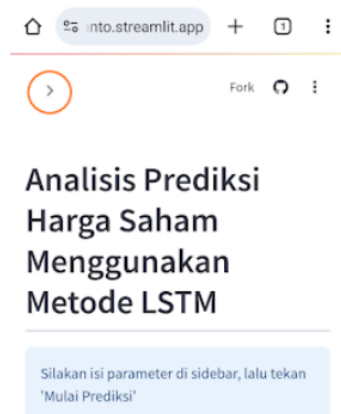 nto.streamlit.app
1
Fork
Analisis Prediksi
Harga Saham
Menggunakan
Metode LSTM
Silakan isi parameter di sidebar, lalu tekan
'Mulai Prediksi'